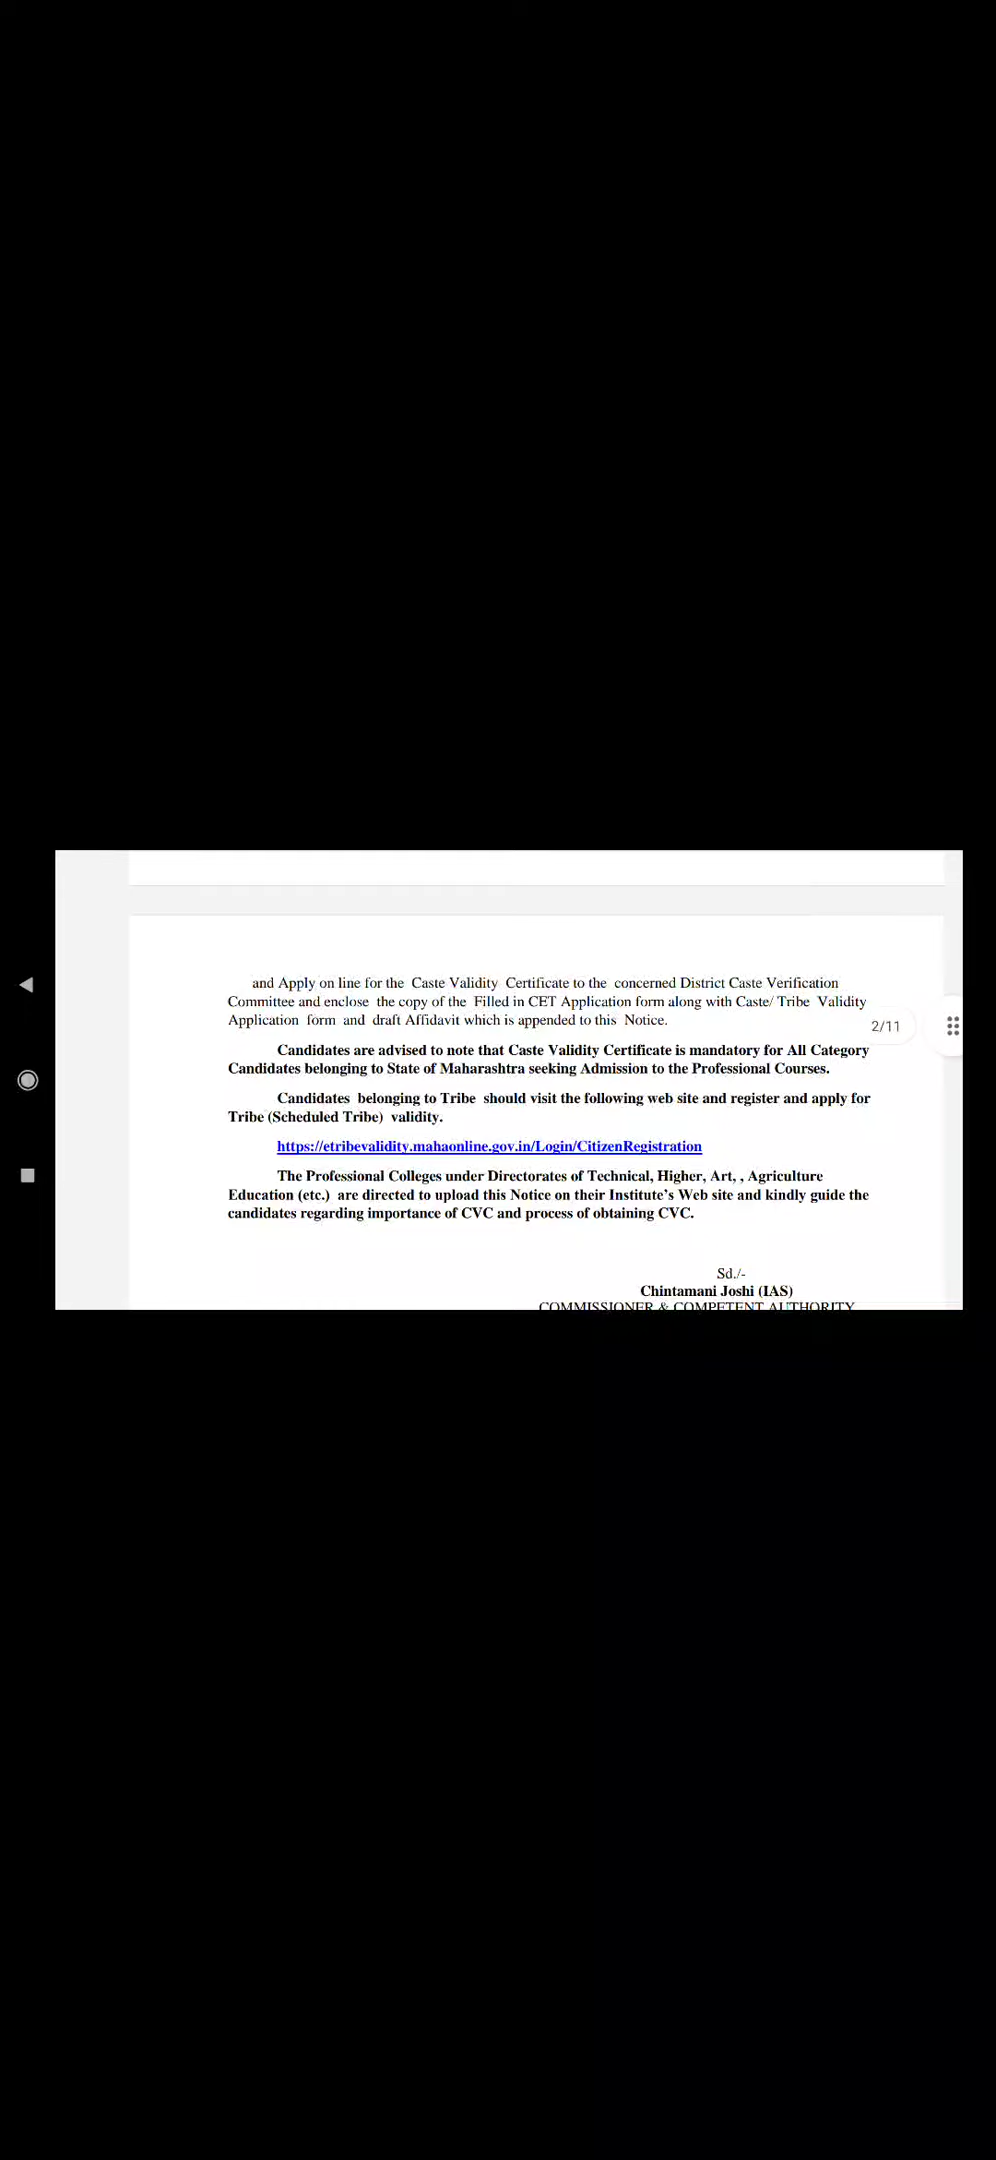 and Apply on line for the Caste Validity Certificate to the concerned District Caste Verification
Committee and enclose the copy of the Filled in CET Application form along with Caste/ Tribe Validity
Application form and draft Affidavit which is appended to this Notice.
2/11
Candidates are advised to note that Caste Validity Certificate is mandatory for All Category
Candidates belonging to State of Maharashtra seeking Admission to the Professional Courses.
Candidates belonging to Tribe should visit the following web site and register and apply for
Tribe (Scheduled Tribe) validity.
https://etribevalidity.mahaonline.gov.in/Login/CitizenRegistration
The Professional Colleges under Directorates of Technical, Higher, Art, , Agriculture
Education (etc.) are directed to upload this Notice on their Institute's Web site and kindly guide the
candidates regarding importance of CVC and process of obtaining CVC.
Sd./-
Chintamani Joshi (IAS)
COMMISSIONER & COMPETENT AUTHORITY